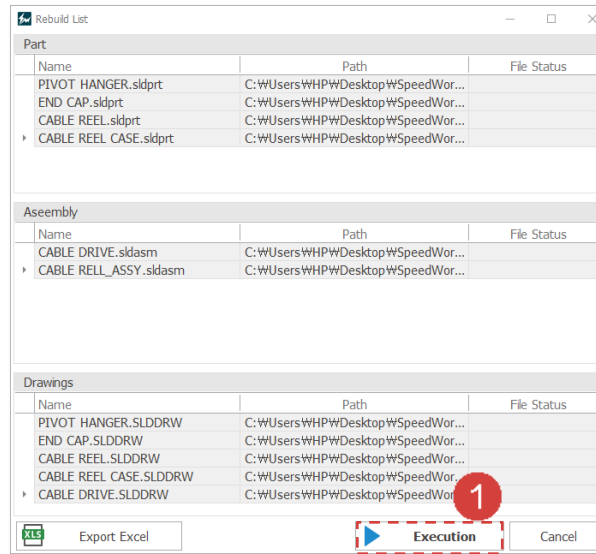 Rebuild List
Part
Name Path File Status
PIVOT HANGER.sldprt C:₩Users₩HP₩Desktop₩SpeedWor...
END CAP.sldprt C:₩Users₩HP₩Desktop₩SpeedWor...
CABLE REEL.sldprt C:₩Users₩HP₩Desktop₩SpeedWor...
CABLE REEL CASE.sldprt C:₩Users₩HP₩Desktop₩SpeedWor...
Aseembly
Name Path File Status
CABLE DRIVE.sldasm C:₩Users₩HP₩Desktop₩SpeedWor...
CABLE RELL_ASSY.sldasm C:₩Users₩HP₩Desktop₩SpeedWor...
Drawings
Name Path File Status
PIVOT HANGER.SLDDRW C:₩Users₩HP₩Desktop₩SpeedWor...
END CAP.SLDDRW C:₩Users₩HP₩Desktop₩SpeedWor...
CABLE REEL.SLDDRW C:₩Users₩HP₩Desktop₩SpeedWor...
CABLE REEL CASE.SLDDRW C:₩Users₩HP₩Desktop₩SpeedWor...
CABLE DRIVE.SLDDRW C:₩Users₩HP₩Desktop₩SpeedWor
1
XLS Export Excel Execution Cancel